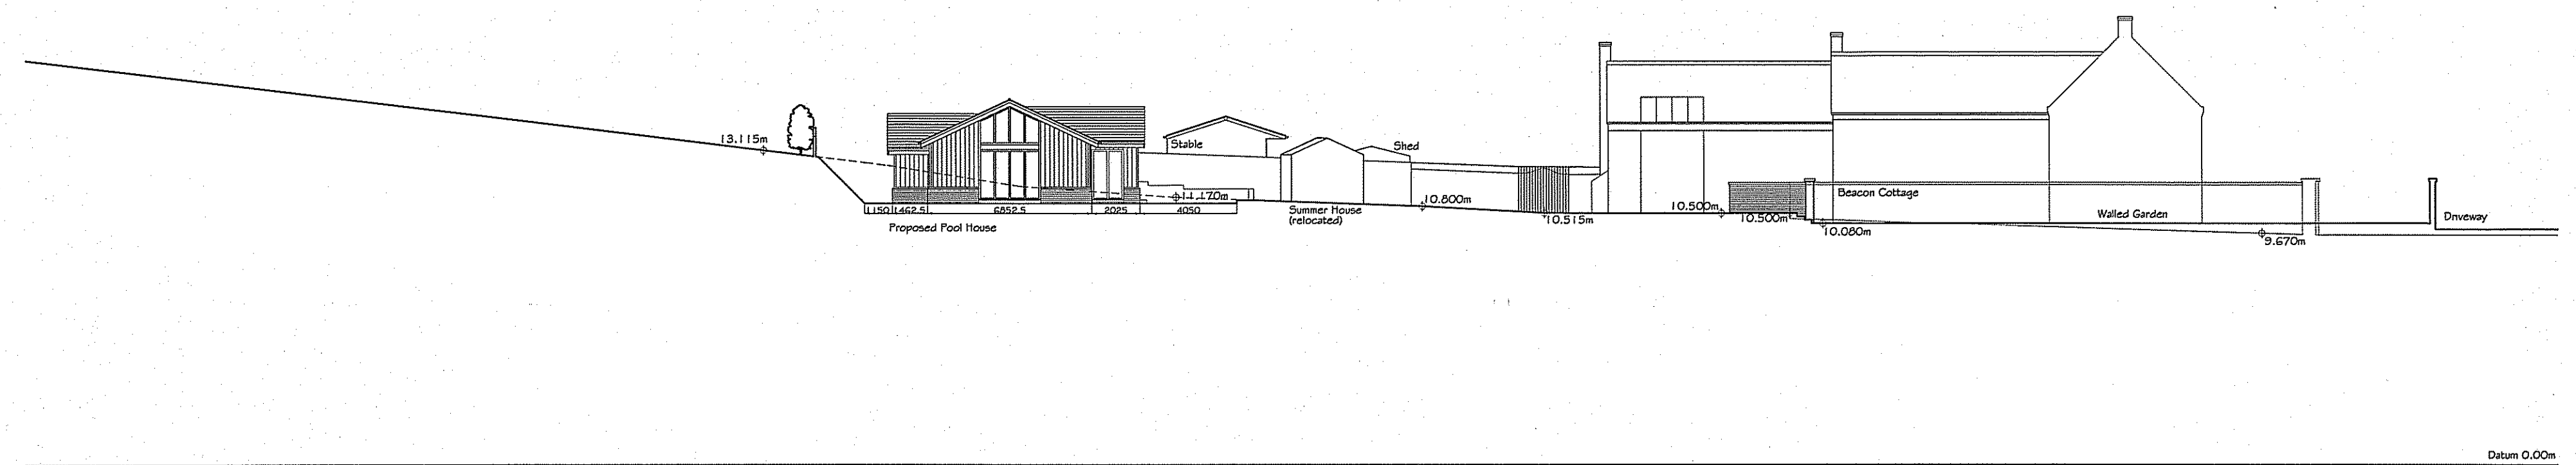 13.115m
Stable
Shed
11.170m
1150 1462.5 6852.5 2025 4050
Proposed Pool House
Summer House
(relocated)
10.800m
10.515m
10.500m
10.500m
Beacon Cottage
10.080m
Walled Garden
9.670m
Driveway
Datum 0.00m